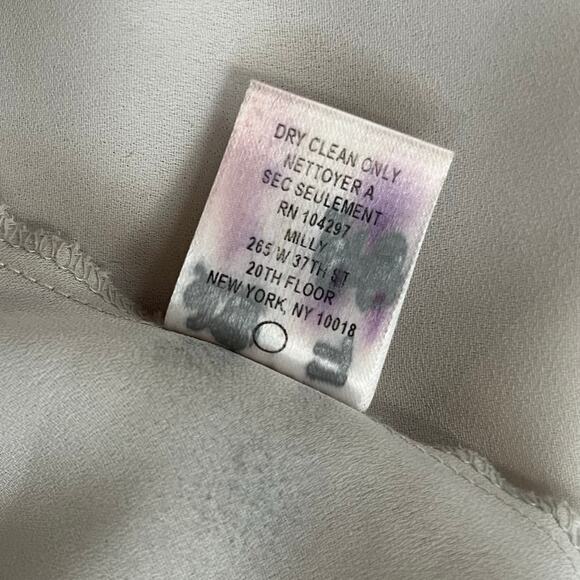 DRY CLEAN ONLY
NETTOYER A
SEC SEULEMENT
RN 104297
MILLY
265 W 37TH ST
20TH FLOOR
NEW YORK, NY 10018